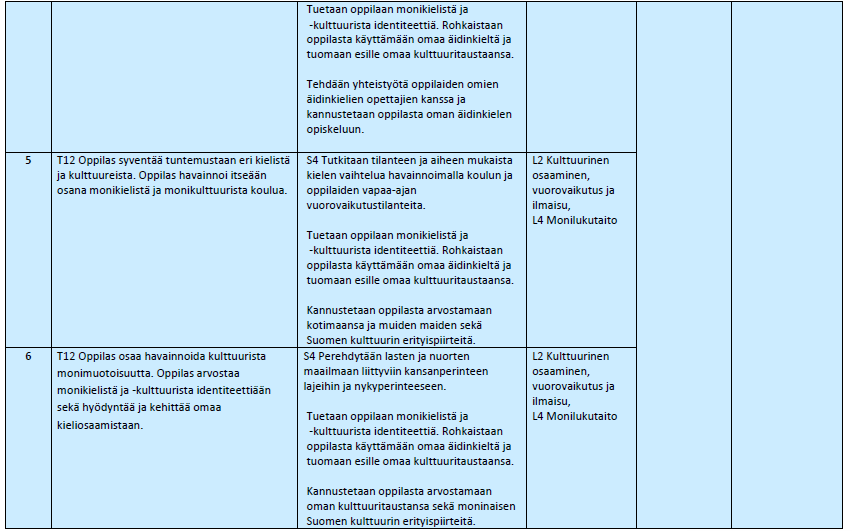 Tuetaan oppilaan monikielistä ja
-kulttuurista identiteettiä. Rohkaistaan
oppilasta käyttämään omaa äidinkieltä ja
tuomaan esille omaa kulttuuritaustaansa.
Tehdään yhteistyötä oppilaiden omien
äidinkielien opettajien kanssa ja
kannustetaan oppilasta oman äidinkielen
opiskeluun.
5
T12 Oppilas syventää tuntemustaan eri kielistä
ja kulttuureista. Oppilas havainnoi itseään
osana monikielistä ja monikulttuurista koulua.
S4 Tutkitaan tilanteen ja aiheen mukaista
kielen vaihtelua havainnoimalla koulun ja
oppilaiden vapaa-ajan
vuorovaikutustilanteita.
Tuetaan oppilaan monikielistä ja
-kulttuurista identiteettiä. Rohkaistaan
oppilasta käyttämään omaa äidinkieltä ja
tuomaan esille omaa kulttuuritaustaansa.
Kannustetaan oppilasta arvostamaan
kotimaansa ja muiden maiden sekä
Suomen kulttuurin erityispiirteitä.
L2 Kulttuurinen
osaaminen,
vuorovaikutus ja
ilmaisu,
L4 Monilukutaito
6
T12 Oppilas osaa havainnoida kulttuurista
monimuotoisuutta. Oppilas arvostaa
monikielistä ja -kulttuurista identiteettiään
sekä hyödyntää ja kehittää omaa
kieliosaamistaan.
S4 Perehdytään lasten ja nuorten
maailmaan liittyviin kansanperinteen
lajeihin ja nykyperinteeseen.
Tuetaan oppilaan monikielistä ja
-kulttuurista identiteettiä. Rohkaistaan
oppilasta käyttämään omaa äidinkieltä ja
tuomaan esille omaa kulttuuritaustaansa.
Kannustetaan oppilasta arvostamaan
oman kulttuuritaustansa sekä moninaisen
Suomen kulttuurin erityispiirteitä.
L2 Kulttuurinen
osaaminen,
vuorovaikutus ja
ilmaisu,
L4 Monilukutaito